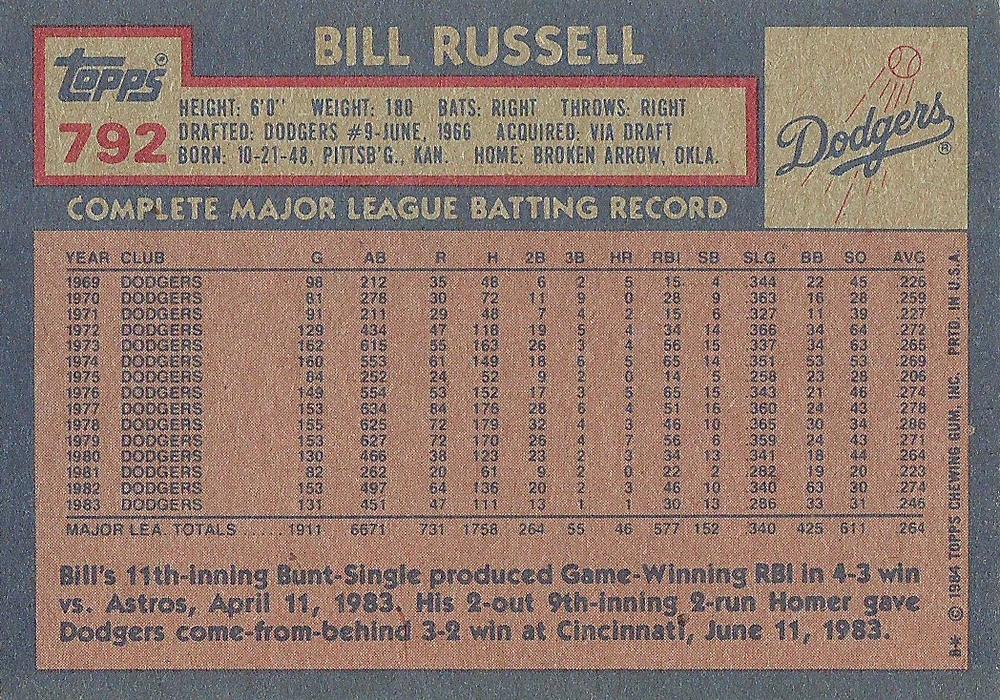 BILL RUSSELL
Topps®
792
HEIGHT: 6'0" WEIGHT: 180 BATS: RIGHT THROWS: RIGHT
DRAFTED: DODGERS #9-JUNE, 1966 ACQUIRED: VIA DRAFT
BORN: 10-21-48, PITTSB'G., KAN. HOME: BROKEN ARROW, OKLA.
Dodgers®
COMPLETE MAJOR LEAGUE BATTING RECORD
YEAR CLUB G AB R H 2B 3B HR RBI SB SLG BB SO AVG
1969 DODGERS 98 212 35 48 6 2 5 15 4 .344 22 45 .226
1970 DODGERS 81 278 30 72 11 9 0 28 9 .363 16 28 .259
1971 DODGERS 91 211 29 48 7 4 2 15 6 .327 11 39 .227
1972 DODGERS 129 434 47 118 19 5 4 34 14 .366 34 64 .272
1973 DODGERS 162 615 55 163 26 3 4 56 15 .337 34 63 .265
1974 DODGERS 160 553 61 149 18 6 5 65 14 .351 53 53 .269
1975 DODGERS 84 252 24 52 9 2 0 14 5 .258 23 28 .206
1976 DODGERS 149 554 53 152 17 3 5 65 15 .343 21 46 .274
1977 DODGERS 153 634 84 176 28 6 4 51 16 .360 24 43 .278
1978 DODGERS 155 625 72 179 32 4 3 46 10 .365 30 34 .286
1979 DODGERS 153 627 72 170 26 4 7 56 6 .359 24 43 .271
1980 DODGERS 130 466 38 123 23 2 3 34 13 .341 18 44 .264
1981 DODGERS 82 262 20 61 9 2 0 22 2 .282 19 20 .223
1982 DODGERS 153 497 64 136 20 2 3 46 10 .340 63 30 .274
1983 DODGERS 131 451 47 111 13 1 1 30 13 .286 33 31 .246
MAJOR LEA. TOTALS ...... 1911 6671 731 1758 264 55 46 577 152 .340 425 611 .264
Bill's 11th-inning Bunt-Single produced Game-Winning RBI in 4-3 win
vs. Astros, April 11, 1983. His 2-out 9th-inning 2-run Homer gave
Dodgers come-from-behind 3-2 win at Cincinnati, June 11, 1983.
B* © 1984 TOPPS CHEWING GUM, INC. PRTD. IN U.S.A.